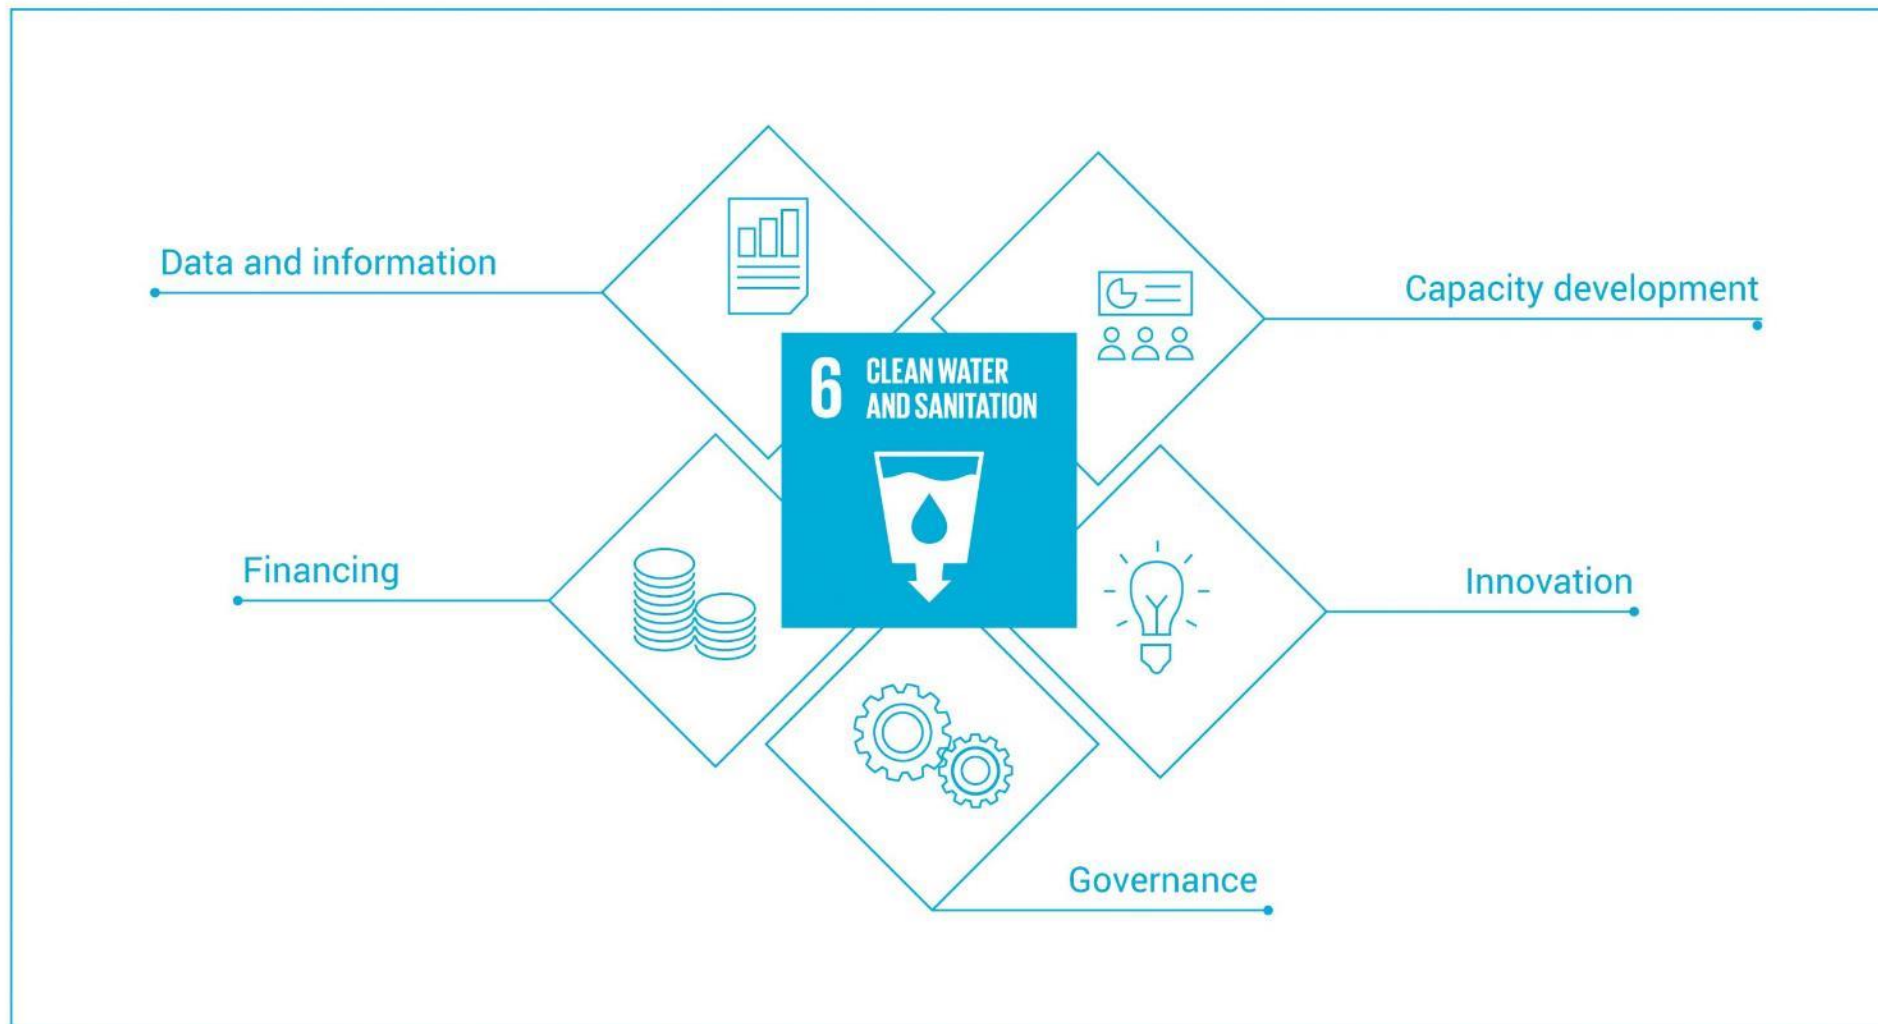 Data and information
Capacity development
6 CLEAN WATER
AND SANITATION
Financing
Innovation
Governance